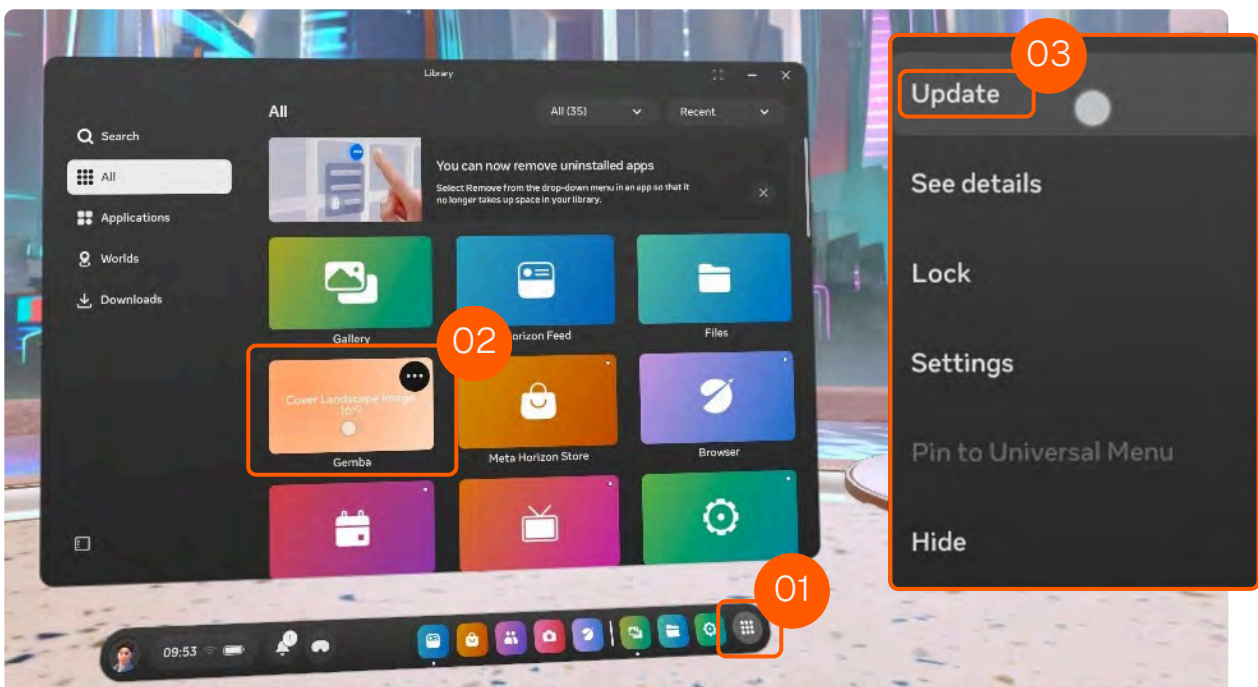 Library
All
All (35)
Recent
Search
All
Applications
Worlds
Downloads
You can now remove uninstalled apps
Select Remove from the drop-down menu in an app so that it
no longer takes up space in your library.
Gallery
orizon Feed
Files
02
Cover Landscape Image
16:9
Gemba
Meta Horizon Store
Browser
01
09:53
1
03
Update
See details
Lock
Settings
Pin to Universal Menu
Hide